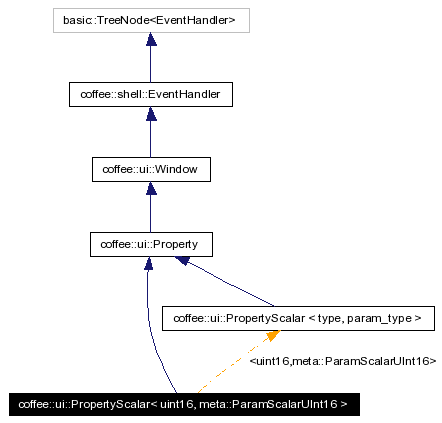 basic::TreeNode<EventHandler>
coffee::shell::EventHandler
coffee::ui::Window
coffee::ui::Property
coffee::ui::PropertyScalar < type, param_type >
<uint16,meta::ParamScalarUInt16>
coffee::ui::PropertyScalar< uint16, meta::ParamScalarUInt16 >